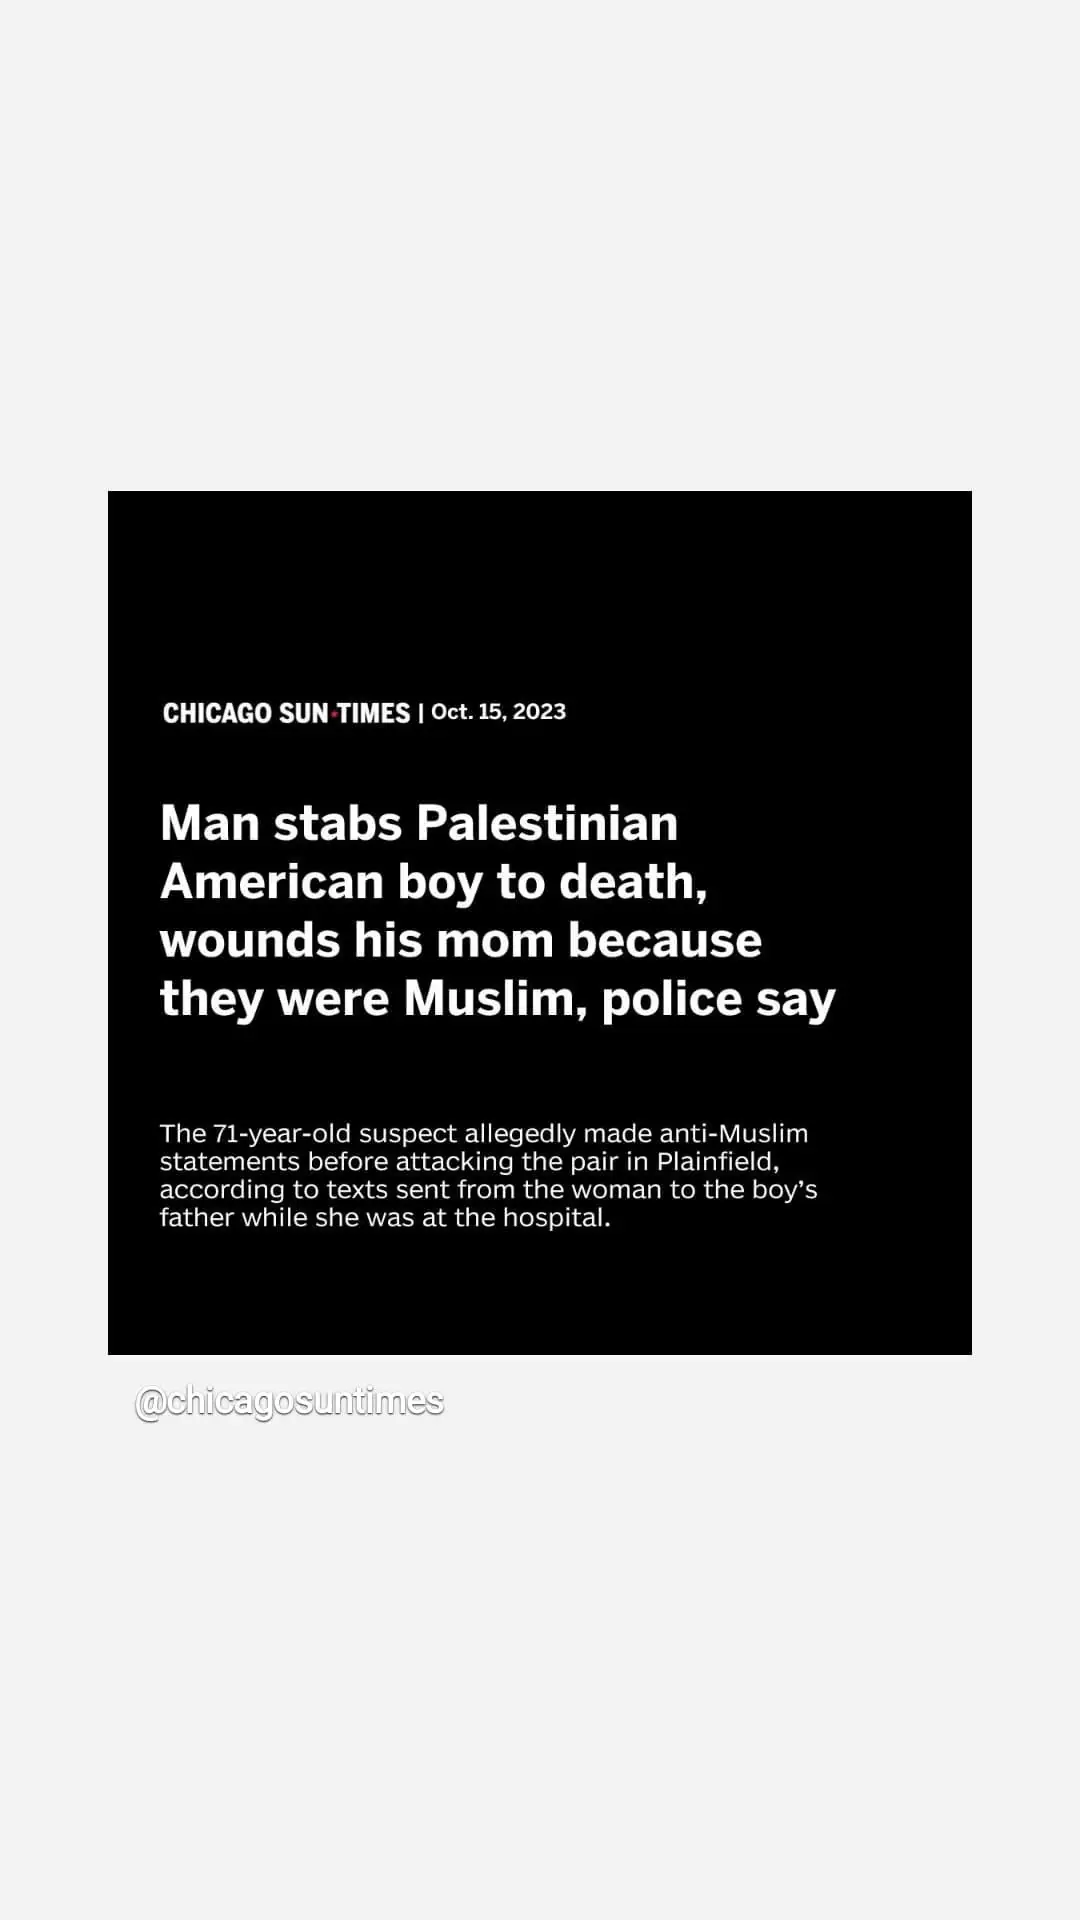 CHICAGO SUN★TIMES | Oct. 15, 2023
Man stabs Palestinian
American boy to death,
wounds his mom because
they were Muslim, police say
The 71-year-old suspect allegedly made anti-Muslim
statements before attacking the pair in Plainfield,
according to texts sent from the woman to the boy’s
father while she was at the hospital.
@chicagosuntimes